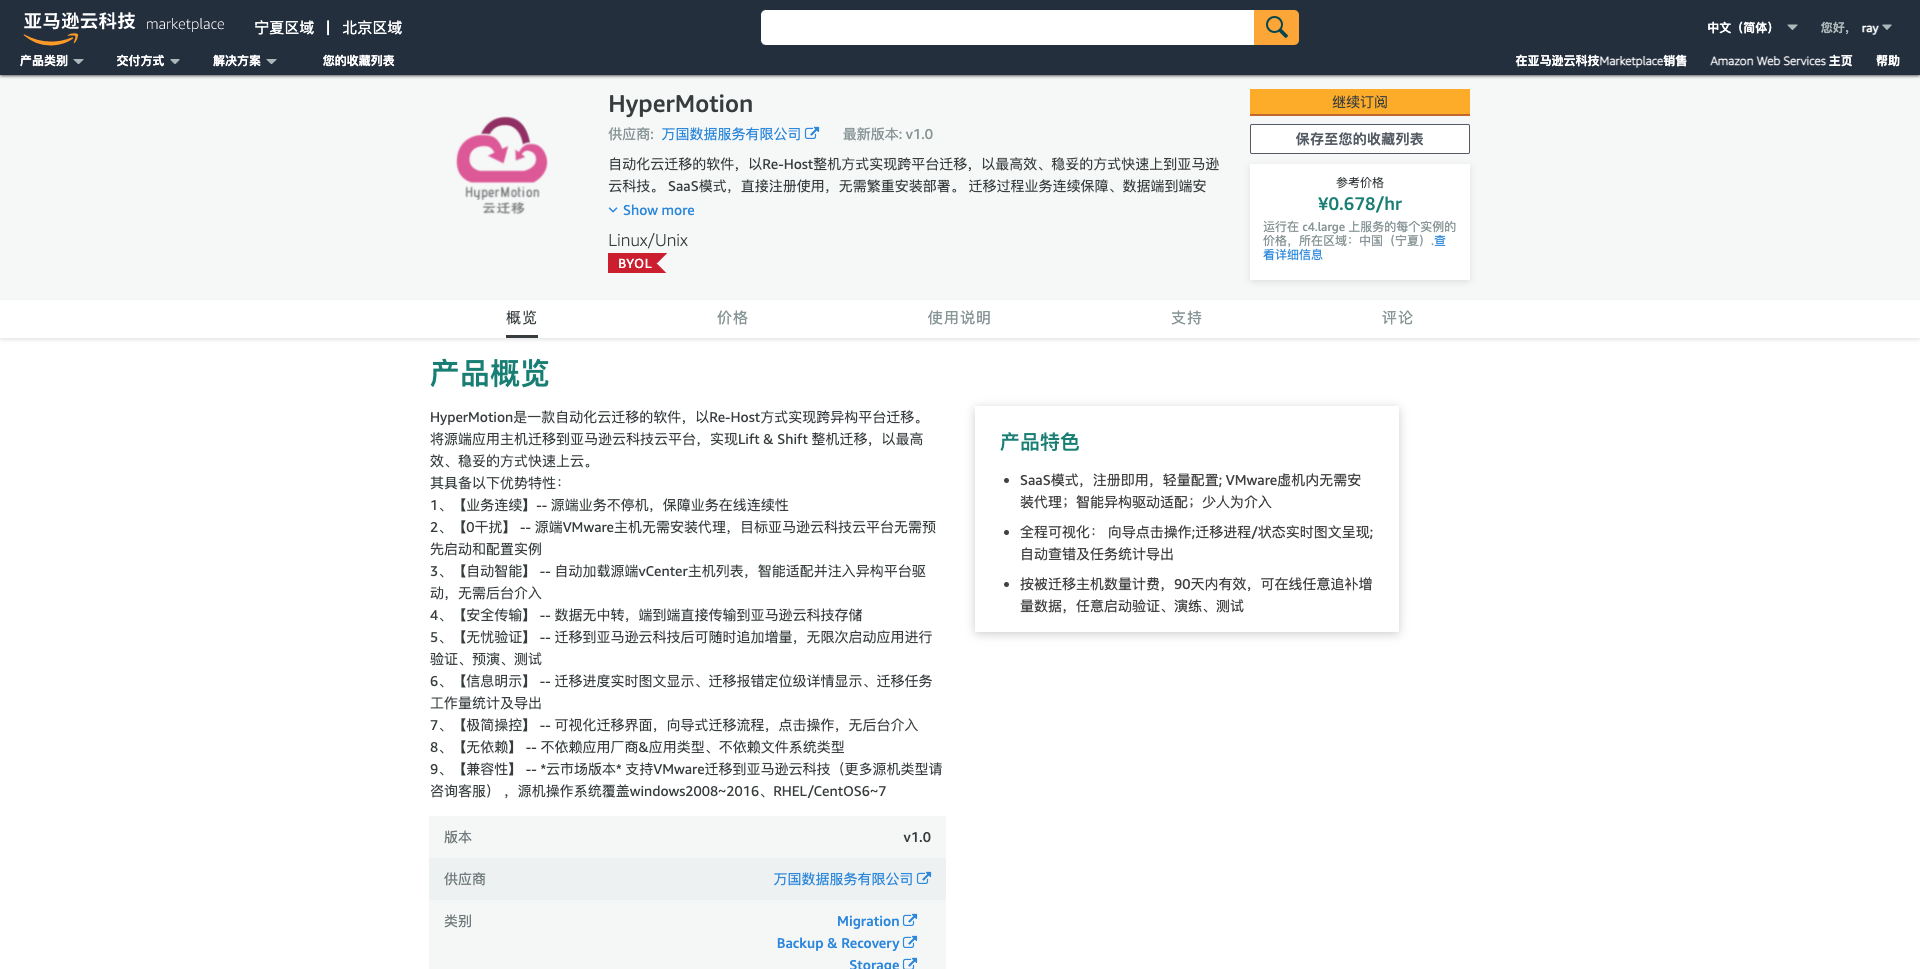 亚马逊云科技 marketplace 宁夏区域 | 北京区域 中文（简体） 您好， ray
产品类别 交付方式 解决方案 您的收藏列表 在亚马逊云科技Marketplace销售 Amazon Web Services 主页 帮助
HyperMotion
云迁移
HyperMotion
供应商: 万国数据服务有限公司 最新版本: v1.0
自动化云迁移的软件，以Re-Host整机方式实现跨平台迁移，以最高效、稳妥的方式快速上到亚马逊
云科技。 SaaS模式，直接注册使用，无需繁重安装部署。 迁移过程业务连续保障、数据端到端安
Show more
Linux/Unix
BYOL
继续订阅
保存至您的收藏列表
参考价格
¥0.678/hr
运行在 c4.large 上服务的每个实例的
价格，所在区域：中国（宁夏）.查
看详细信息
概览 价格 使用说明 支持 评论
产品概览
HyperMotion是一款自动化云迁移的软件，以Re-Host方式实现跨异构平台迁移。
将源端应用主机迁移到亚马逊云科技云平台，实现Lift & Shift 整机迁移，以最高
效、稳妥的方式快速上云。
其具备以下优势特性：
1、【业务连续】-- 源端业务不停机，保障业务在线连续性
2、【0干扰】 -- 源端VMware主机无需安装代理，目标亚马逊云科技云平台无需预
先启动和配置实例
3、【自动智能】 -- 自动加载源端vCenter主机列表，智能适配并注入异构平台驱
动，无需后台介入
4、【安全传输】 -- 数据无中转，端到端直接传输到亚马逊云科技存储
5、【无忧验证】 -- 迁移到亚马逊云科技后可随时追加增量，无限次启动应用进行
验证、预演、测试
6、【信息明示】 -- 迁移进度实时图文显示、迁移报错定位级详情显示、迁移任务
工作量统计及导出
7、【极简操控】 -- 可视化迁移界面，向导式迁移流程，点击操作，无后台介入
8、【无依赖】 -- 不依赖应用厂商&应用类型、不依赖文件系统类型
9、【兼容性】 -- *云市场版本* 支持VMware迁移到亚马逊云科技（更多源机类型请
咨询客服） ，源机操作系统覆盖windows2008~2016、RHEL/CentOS6~7
产品特色
• SaaS模式，注册即用，轻量配置; VMware虚机内无需安
装代理；智能异构驱动适配；少人为介入
• 全程可视化： 向导点击操作;迁移进程/状态实时图文呈现;
自动查错及任务统计导出
• 按被迁移主机数量计费，90天内有效，可在线任意追补增
量数据，任意启动验证、演练、测试
版本 v1.0
供应商 万国数据服务有限公司
类别 Migration
Backup & Recovery
Storage